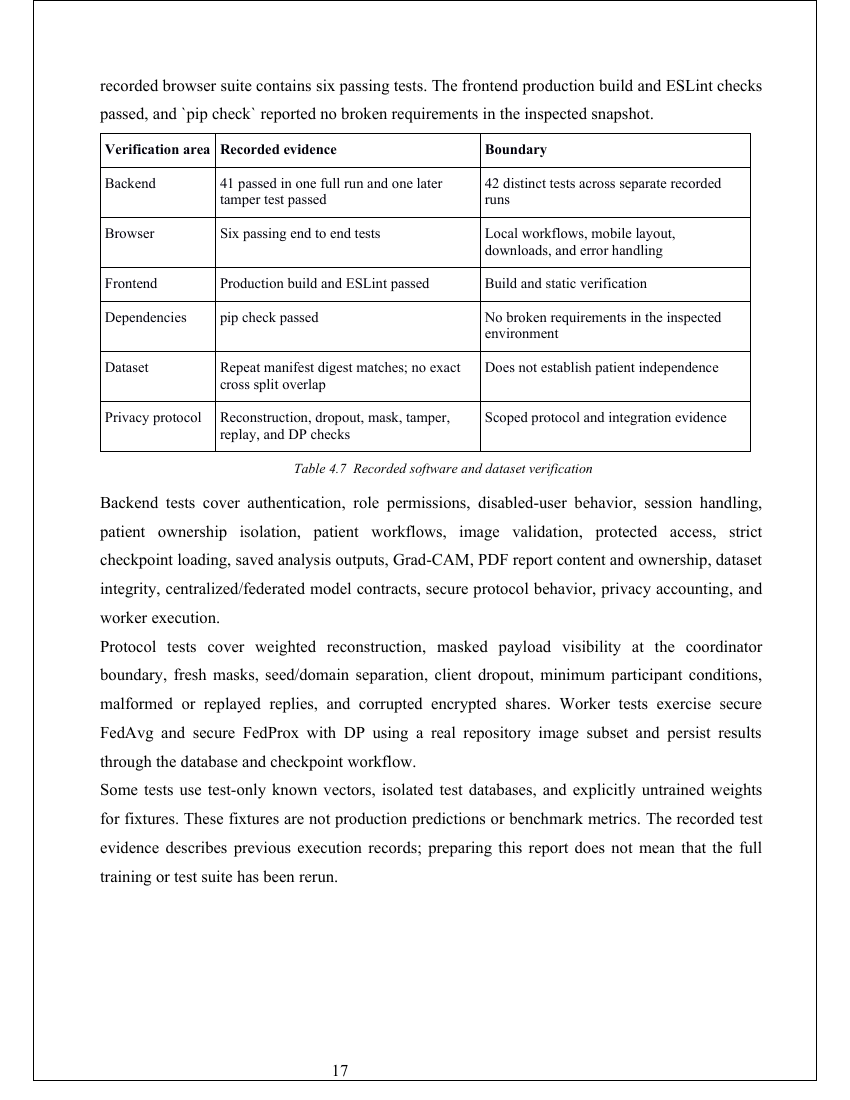 recorded browser suite contains six passing tests. The frontend production build and ESLint checks
passed, and `pip check` reported no broken requirements in the inspected snapshot.
Verification area Recorded evidence Boundary
Backend 41 passed in one full run and one later 42 distinct tests across separate recorded
tamper test passed runs
Browser Six passing end to end tests Local workflows, mobile layout,
downloads, and error handling
Frontend Production build and ESLint passed Build and static verification
Dependencies pip check passed No broken requirements in the inspected
environment
Dataset Repeat manifest digest matches; no exact Does not establish patient independence
cross split overlap
Privacy protocol Reconstruction, dropout, mask, tamper, Scoped protocol and integration evidence
replay, and DP checks
Table 4.7 Recorded software and dataset verification
Backend tests cover authentication, role permissions, disabled-user behavior, session handling,
patient ownership isolation, patient workflows, image validation, protected access, strict
checkpoint loading, saved analysis outputs, Grad-CAM, PDF report content and ownership, dataset
integrity, centralized/federated model contracts, secure protocol behavior, privacy accounting, and
worker execution.
Protocol tests cover weighted reconstruction, masked payload visibility at the coordinator
boundary, fresh masks, seed/domain separation, client dropout, minimum participant conditions,
malformed or replayed replies, and corrupted encrypted shares. Worker tests exercise secure
FedAvg and secure FedProx with DP using a real repository image subset and persist results
through the database and checkpoint workflow.
Some tests use test-only known vectors, isolated test databases, and explicitly untrained weights
for fixtures. These fixtures are not production predictions or benchmark metrics. The recorded test
evidence describes previous execution records; preparing this report does not mean that the full
training or test suite has been rerun.
17